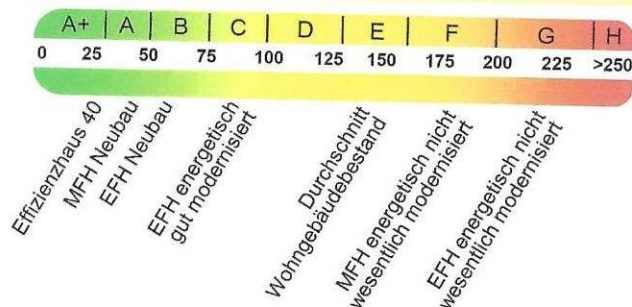 A+ A B C D E F G H
0 25 50 75 100 125 150 175 200 225 >250
Effizienzhaus 40
MFH Neubau
EFH Neubau
EFH energetisch
gut modernisiert
Durchschnitt
Wohngebäudebestand
MFH energetisch nicht
wesentlich modernisiert
EFH energetisch nicht
wesentlich modernisiert